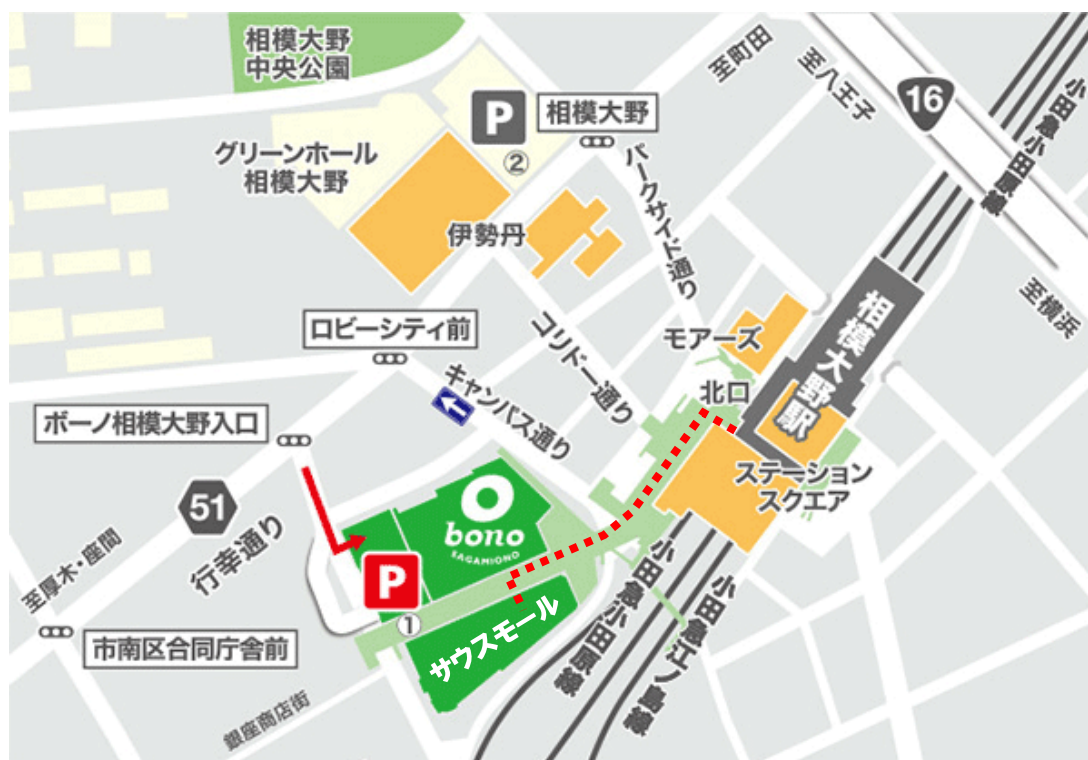 相模大野
中央公園
P
②
相模大野
グリーンホール
相模大野
伊勢丹
至町田
至八王子
16
小田急小田原線
至横浜
パークサイド通り
モアーズ
北口
相模大野駅
ロビーシティ前
コリドー通り
キャンパス通り
ボーノ相模大野入口
51
行幸通り
ステーション
スクエア
bono
SAGAMIONO
P
①
サウスモール
至厚木・座間
市南区合同庁舎前
銀座商店街
小田急小田原線
小田急江ノ島線